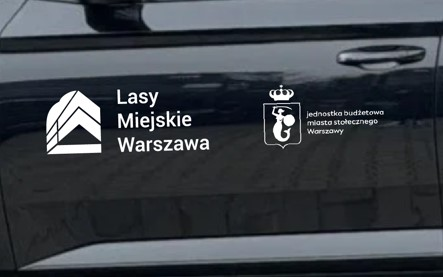 Lasy
Miejskie
Warszawa
jednostka budżetowa
miasta stołecznego
Warszawy